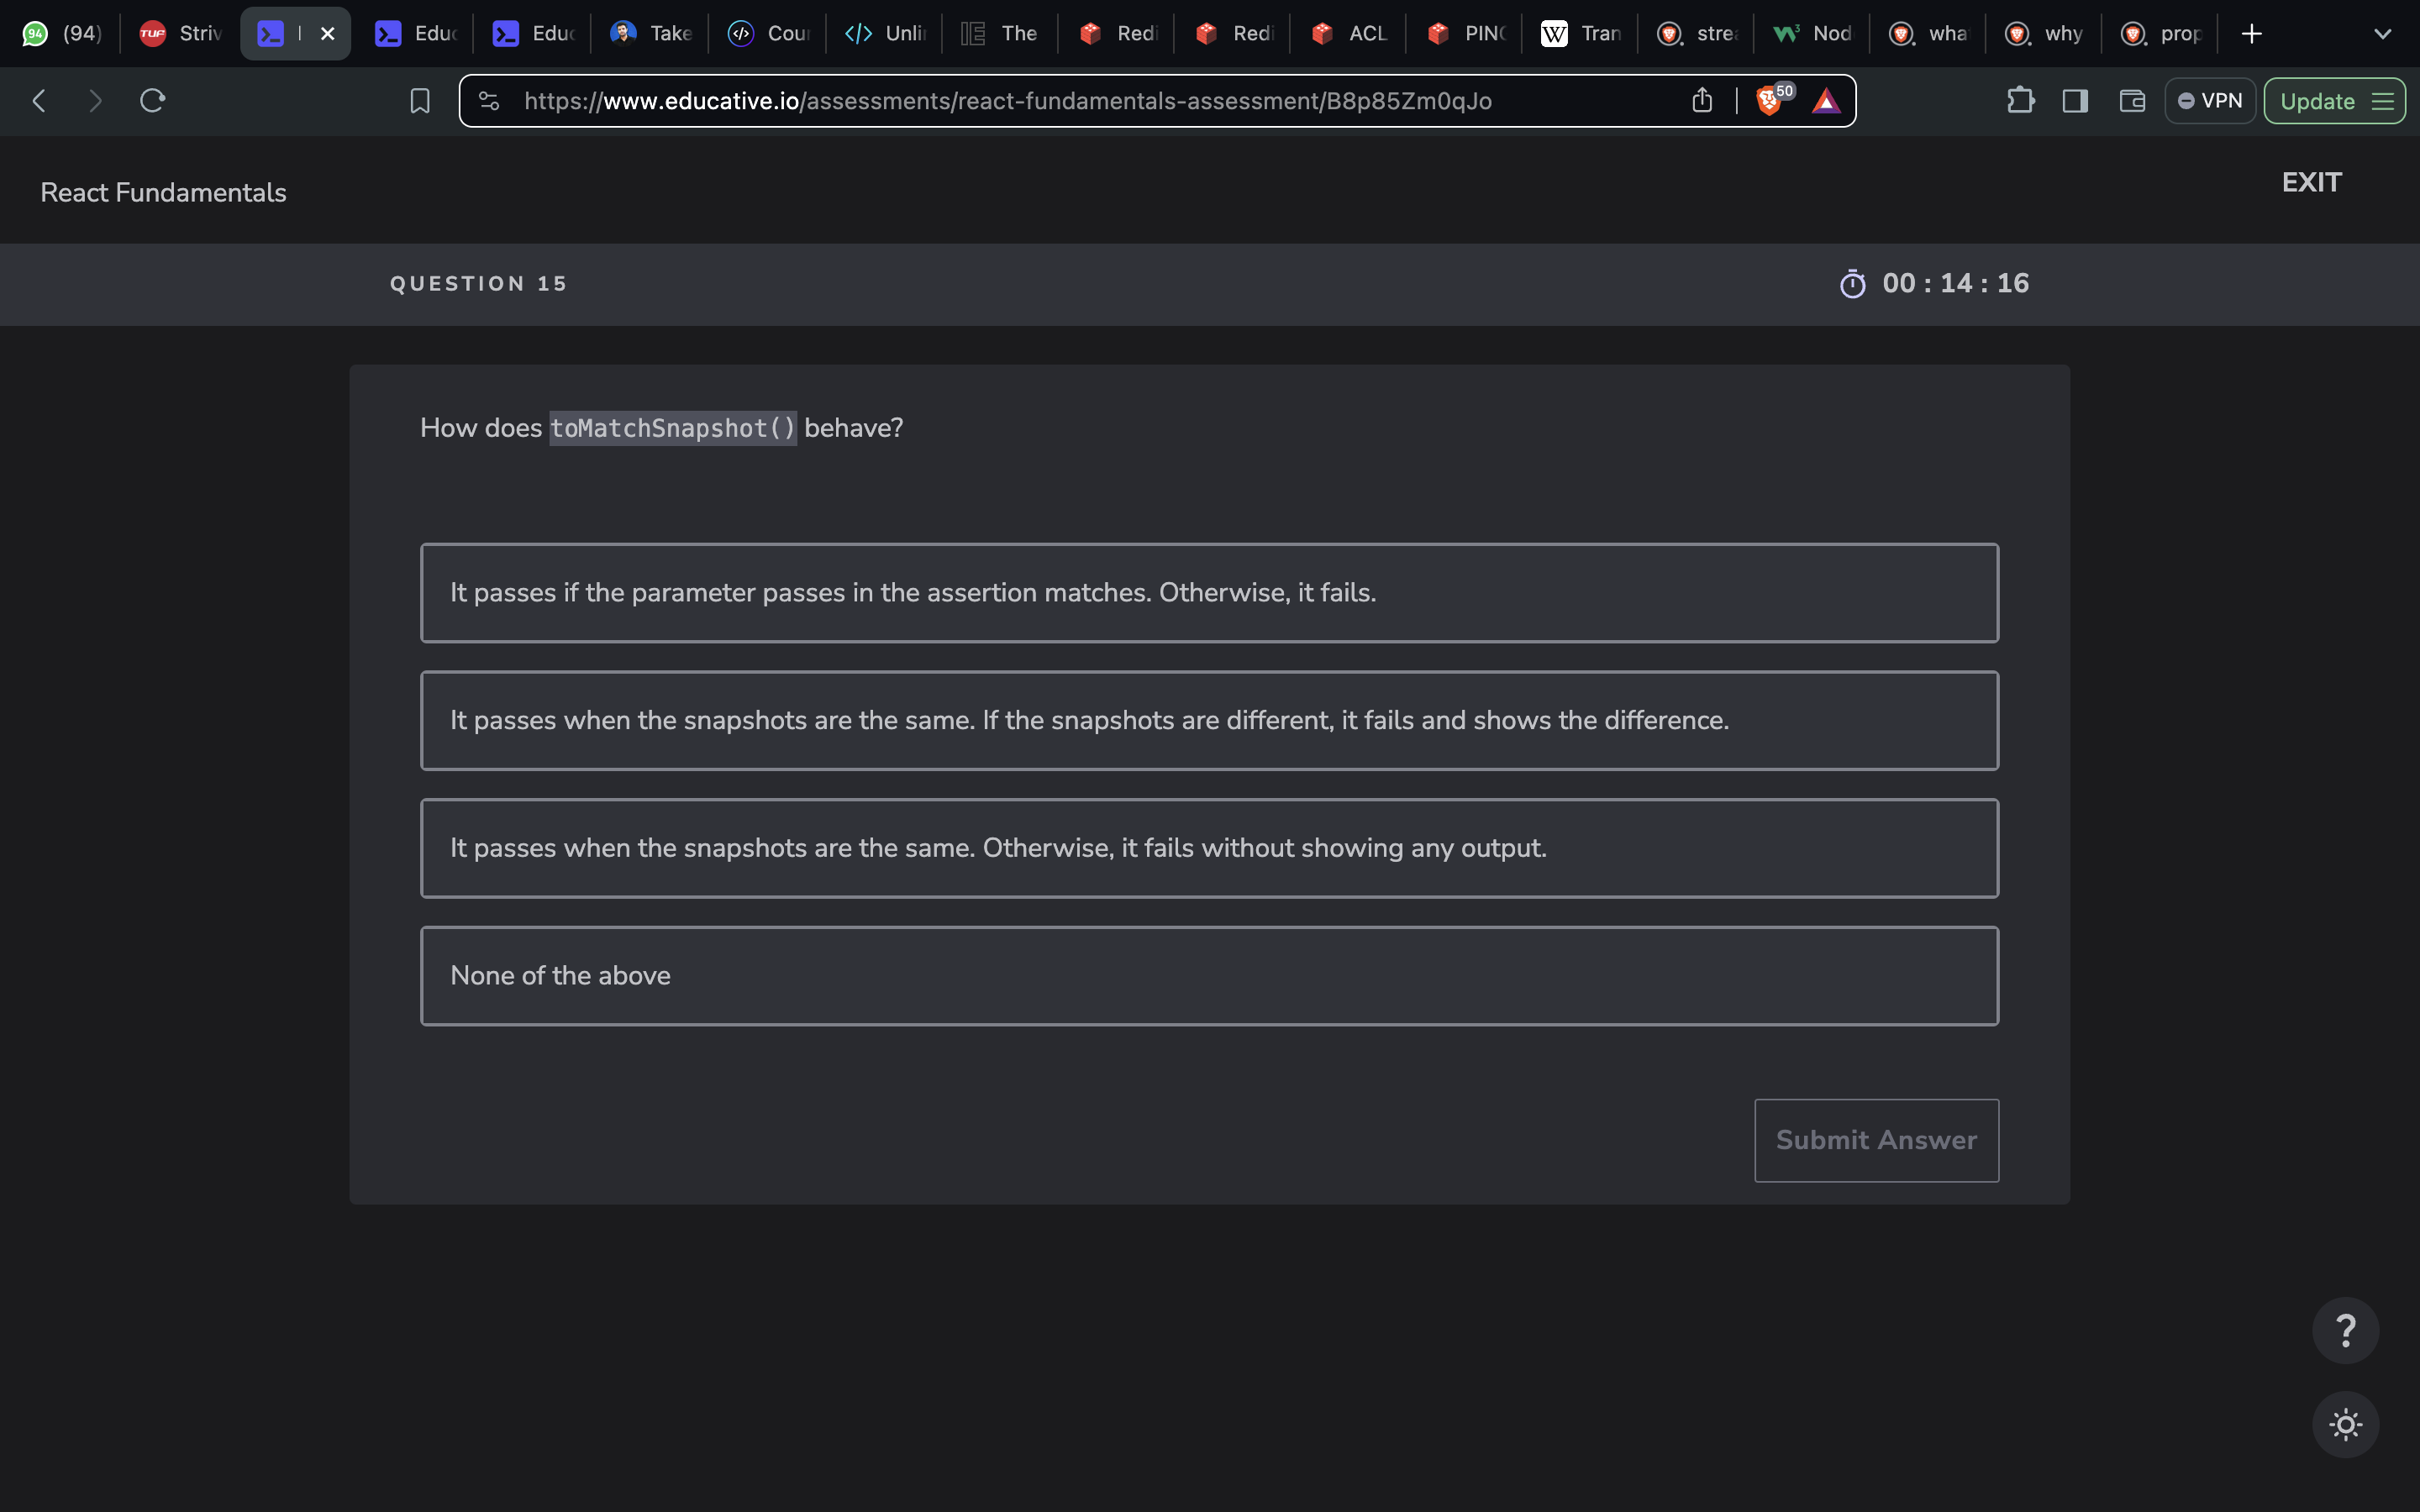 94 (94) TUF Striv Educ Educ Take Cour Unli The Redi Redi ACL PING W Tran stre Nod wha why prop
https://www.educative.io/assessments/react-fundamentals-assessment/B8p85Zm0qJo 50 VPN Update
React Fundamentals EXIT
QUESTION 15 00 : 14 : 16
How does toMatchSnapshot() behave?
It passes if the parameter passes in the assertion matches. Otherwise, it fails.
It passes when the snapshots are the same. If the snapshots are different, it fails and shows the difference.
It passes when the snapshots are the same. Otherwise, it fails without showing any output.
None of the above
Submit Answer
?